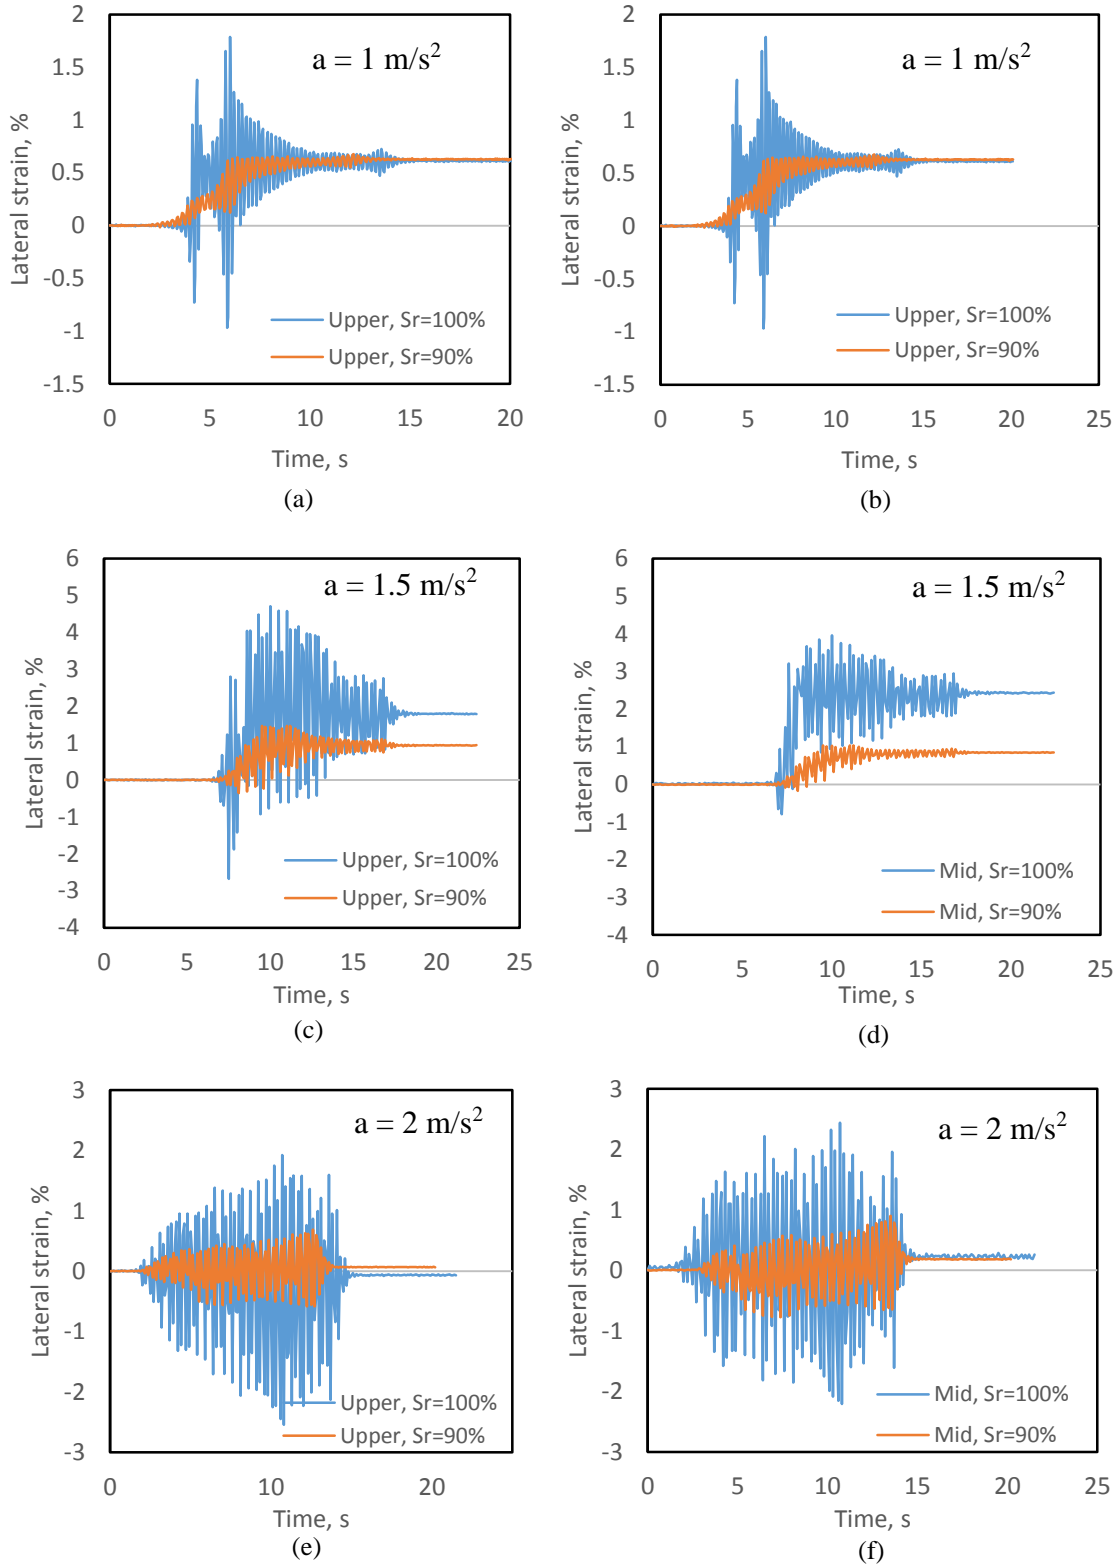 2
1.5
1
0.5
0
-0.5
-1
-1.5
Lateral strain, %
a = 1 m/s²
Upper, Sr=100%
Upper, Sr=90%
0 5 10 15 20
Time, s
(a)
2
1.5
1
0.5
0
-0.5
-1
-1.5
Lateral strain, %
a = 1 m/s²
Upper, Sr=100%
Upper, Sr=90%
0 5 10 15 20 25
Time, s
(b)
6
5
4
3
2
1
0
-1
-2
-3
-4
Lateral strain, %
a = 1.5 m/s²
Upper, Sr=100%
Upper, Sr=90%
0 5 10 15 20 25
Time, s
(c)
6
5
4
3
2
1
0
-1
-2
-3
-4
Lateral strain, %
a = 1.5 m/s²
Mid, Sr=100%
Mid, Sr=90%
0 5 10 15 20 25
Time, s
(d)
3
2
1
0
-1
-2
-3
Lateral strain, %
a = 2 m/s²
Upper, Sr=100%
Upper, Sr=90%
0 10 20
Time, s
(e)
3
2
1
0
-1
-2
-3
Lateral strain, %
a = 2 m/s²
Mid, Sr=100%
Mid, Sr=90%
0 5 10 15 20 25
Time, s
(f)